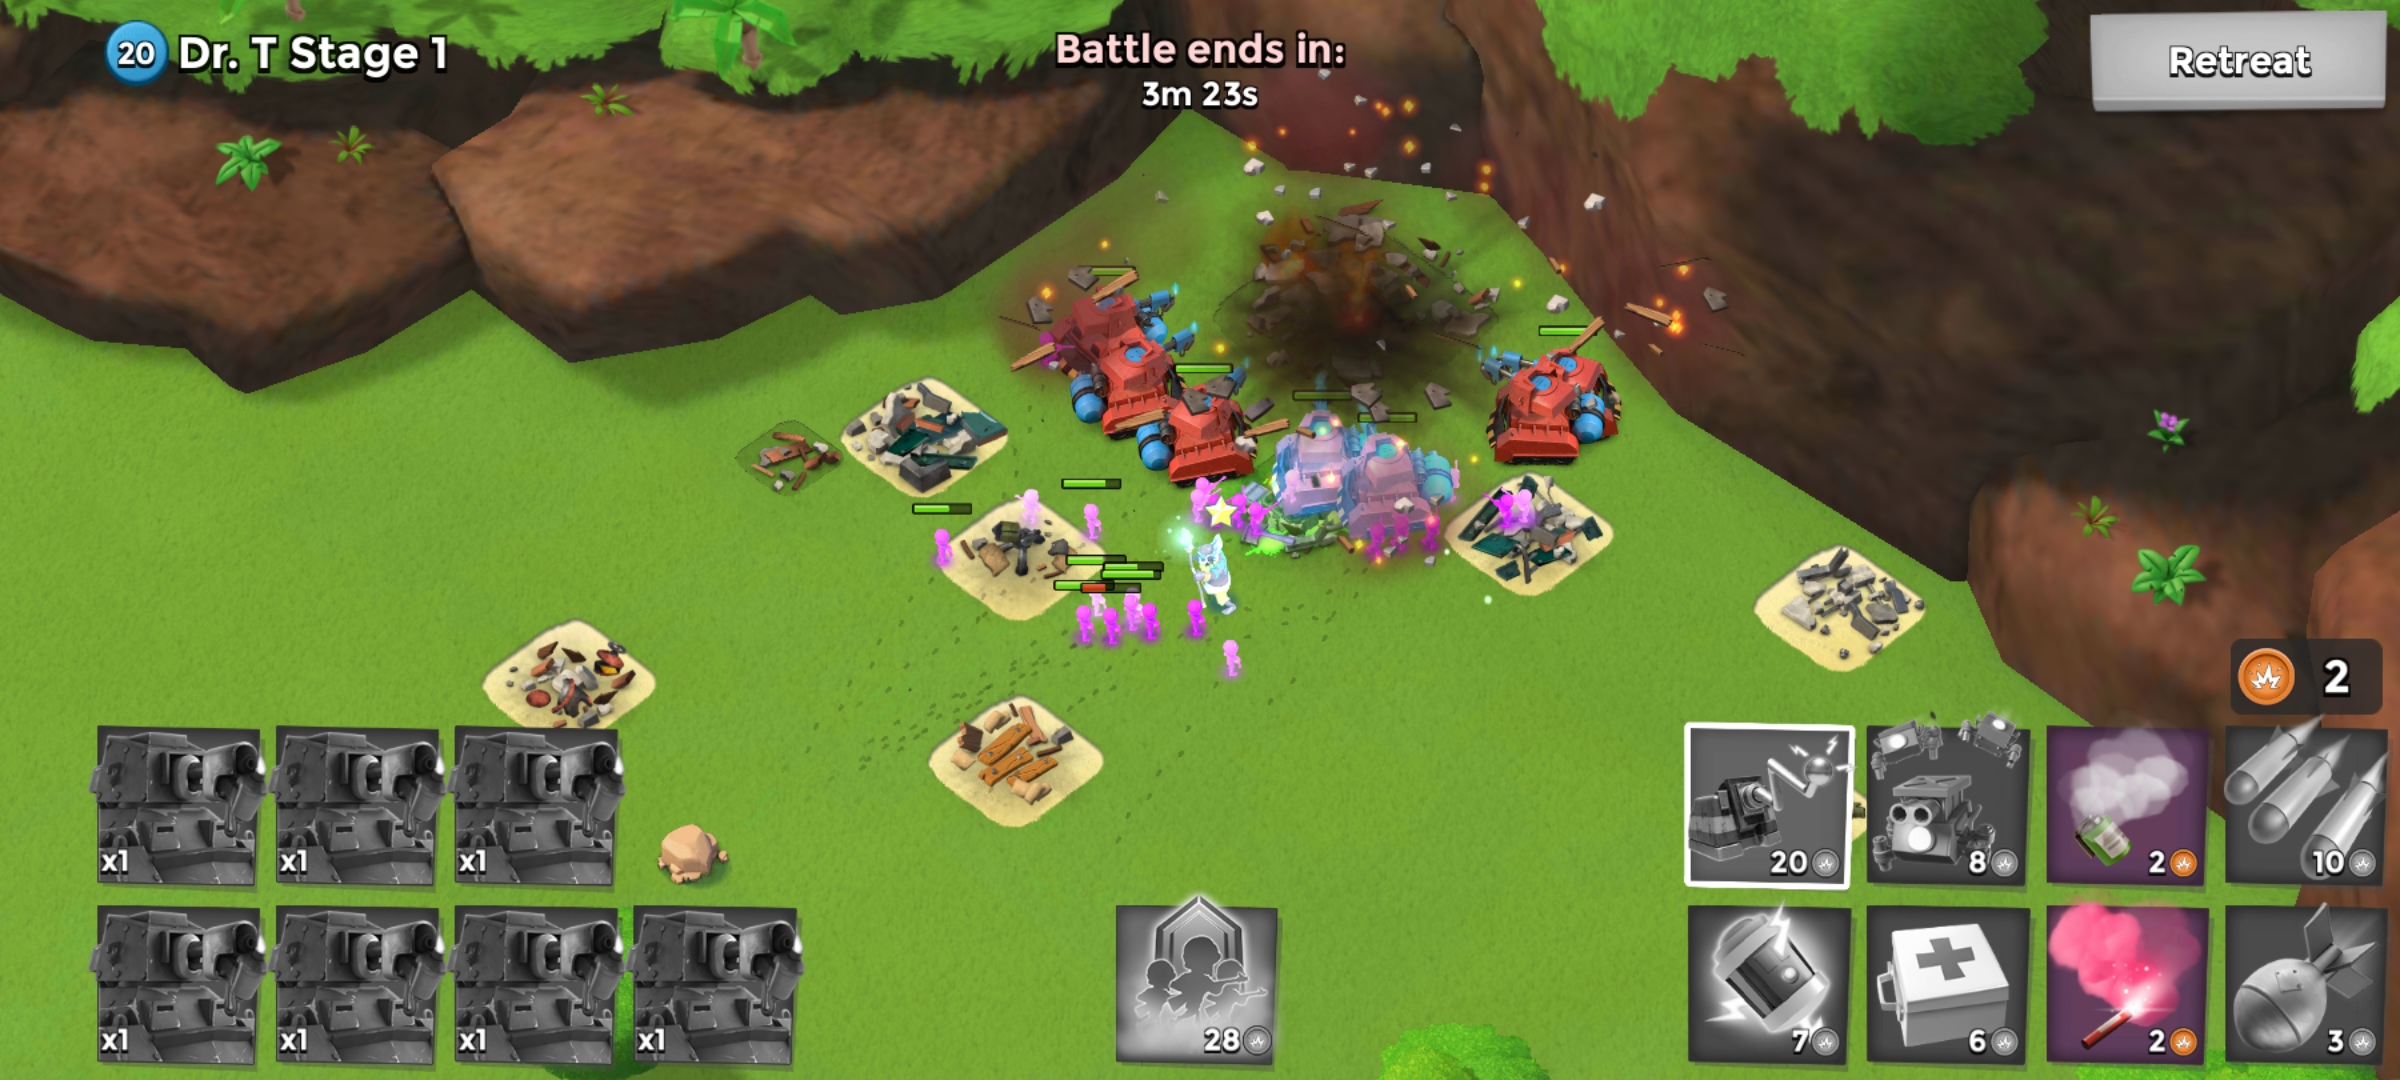 20 Dr. T Stage 1
Battle ends in:
3m 23s
Retreat
2
x1 x1 x1
20 8 2 10
x1 x1 x1 x1
28
7 6 2 3